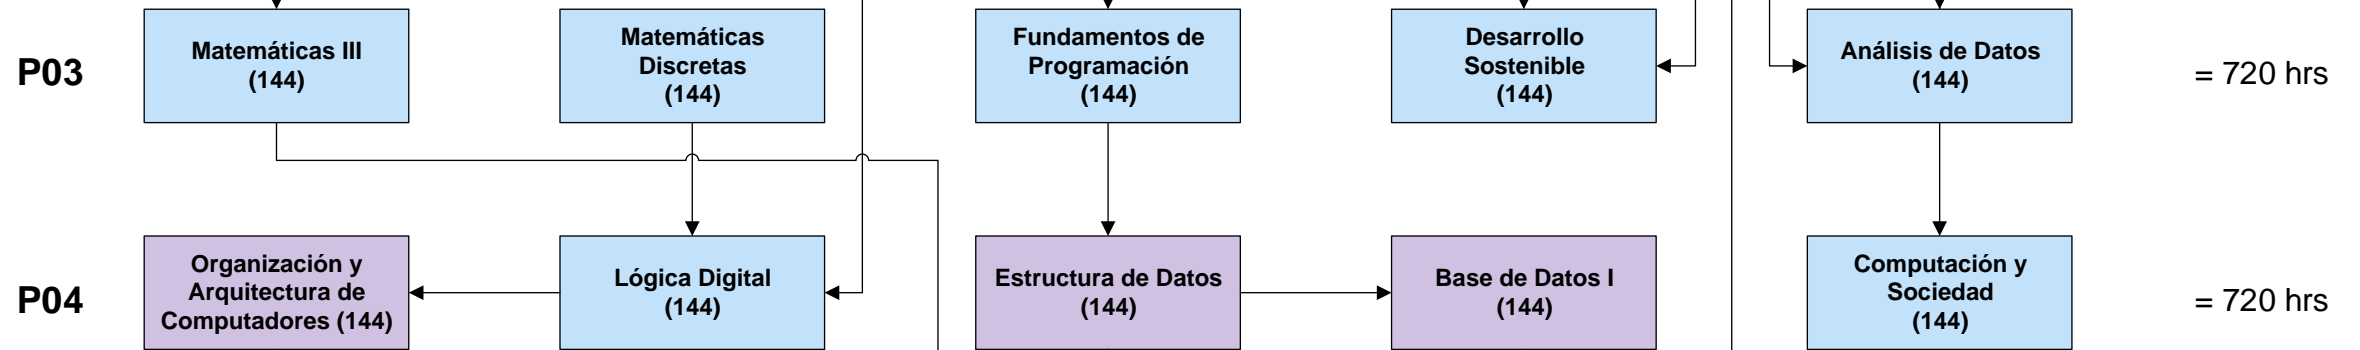 P03
Matemáticas III
(144)
Matemáticas
Discretas
(144)
Fundamentos de
Programación
(144)
Desarrollo
Sostenible
(144)
Análisis de Datos
(144)
= 720 hrs
P04
Organización y
Arquitectura de
Computadores (144)
Lógica Digital
(144)
Estructura de Datos
(144)
Base de Datos I
(144)
Computación y
Sociedad
(144)
= 720 hrs